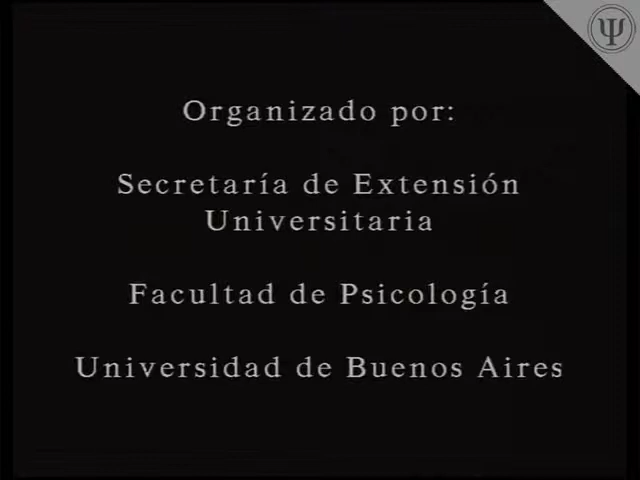 Organizado por:
Secretaría de Extensión
Universitaria
Facultad de Psicología
Universidad de Buenos Aires
Ψ